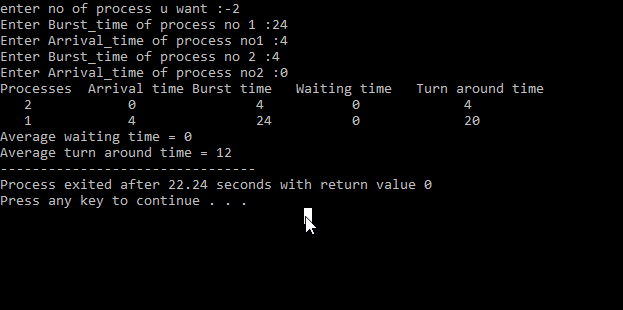 enter no of process u want :-2
Enter Burst_time of process no 1 :24
Enter Arrival_time of process no1 :4
Enter Burst_time of process no 2 :4
Enter Arrival_time of process no2 :0
Processes  Arrival time Burst time   Waiting time   Turn around time
   2            0               4           0             4
   1            4               24          0             20
Average waiting time = 0
Average turn around time = 12
--------------------------------
Process exited after 22.24 seconds with return value 0
Press any key to continue . . .